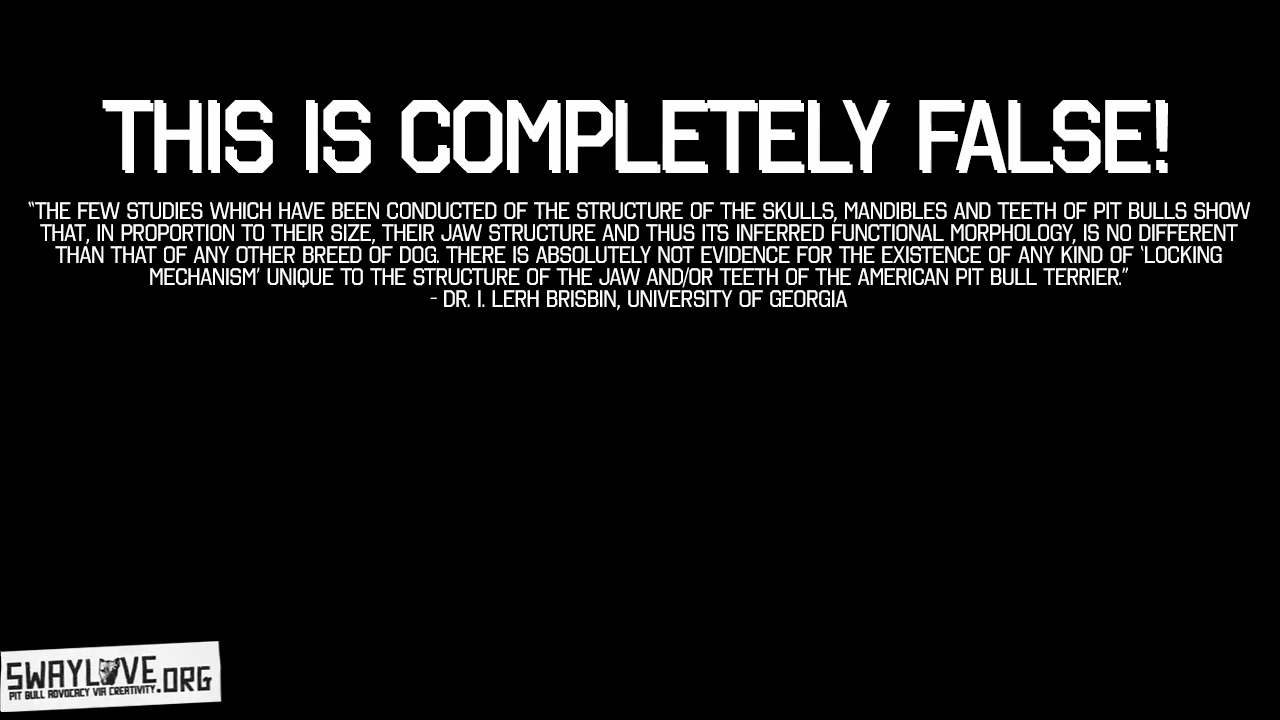 THIS IS COMPLETELY FALSE!
"THE FEW STUDIES WHICH HAVE BEEN CONDUCTED OF THE STRUCTURE OF THE SKULLS, MANDIBLES AND TEETH OF PIT BULLS SHOW
THAT, IN PROPORTION TO THEIR SIZE, THEIR JAW STRUCTURE AND THUS ITS INFERRED FUNCTIONAL MORPHOLOGY, IS NO DIFFERENT
THAN THAT OF ANY OTHER BREED OF DOG. THERE IS ABSOLUTELY NOT EVIDENCE FOR THE EXISTENCE OF ANY KIND OF 'LOCKING
MECHANISM' UNIQUE TO THE STRUCTURE OF THE JAW AND/OR TEETH OF THE AMERICAN PIT BULL TERRIER."
- DR. I. LERH BRISBIN, UNIVERSITY OF GEORGIA
SWAYLOVE.ORG
PIT BULL ADVOCACY VIA CREATIVITY